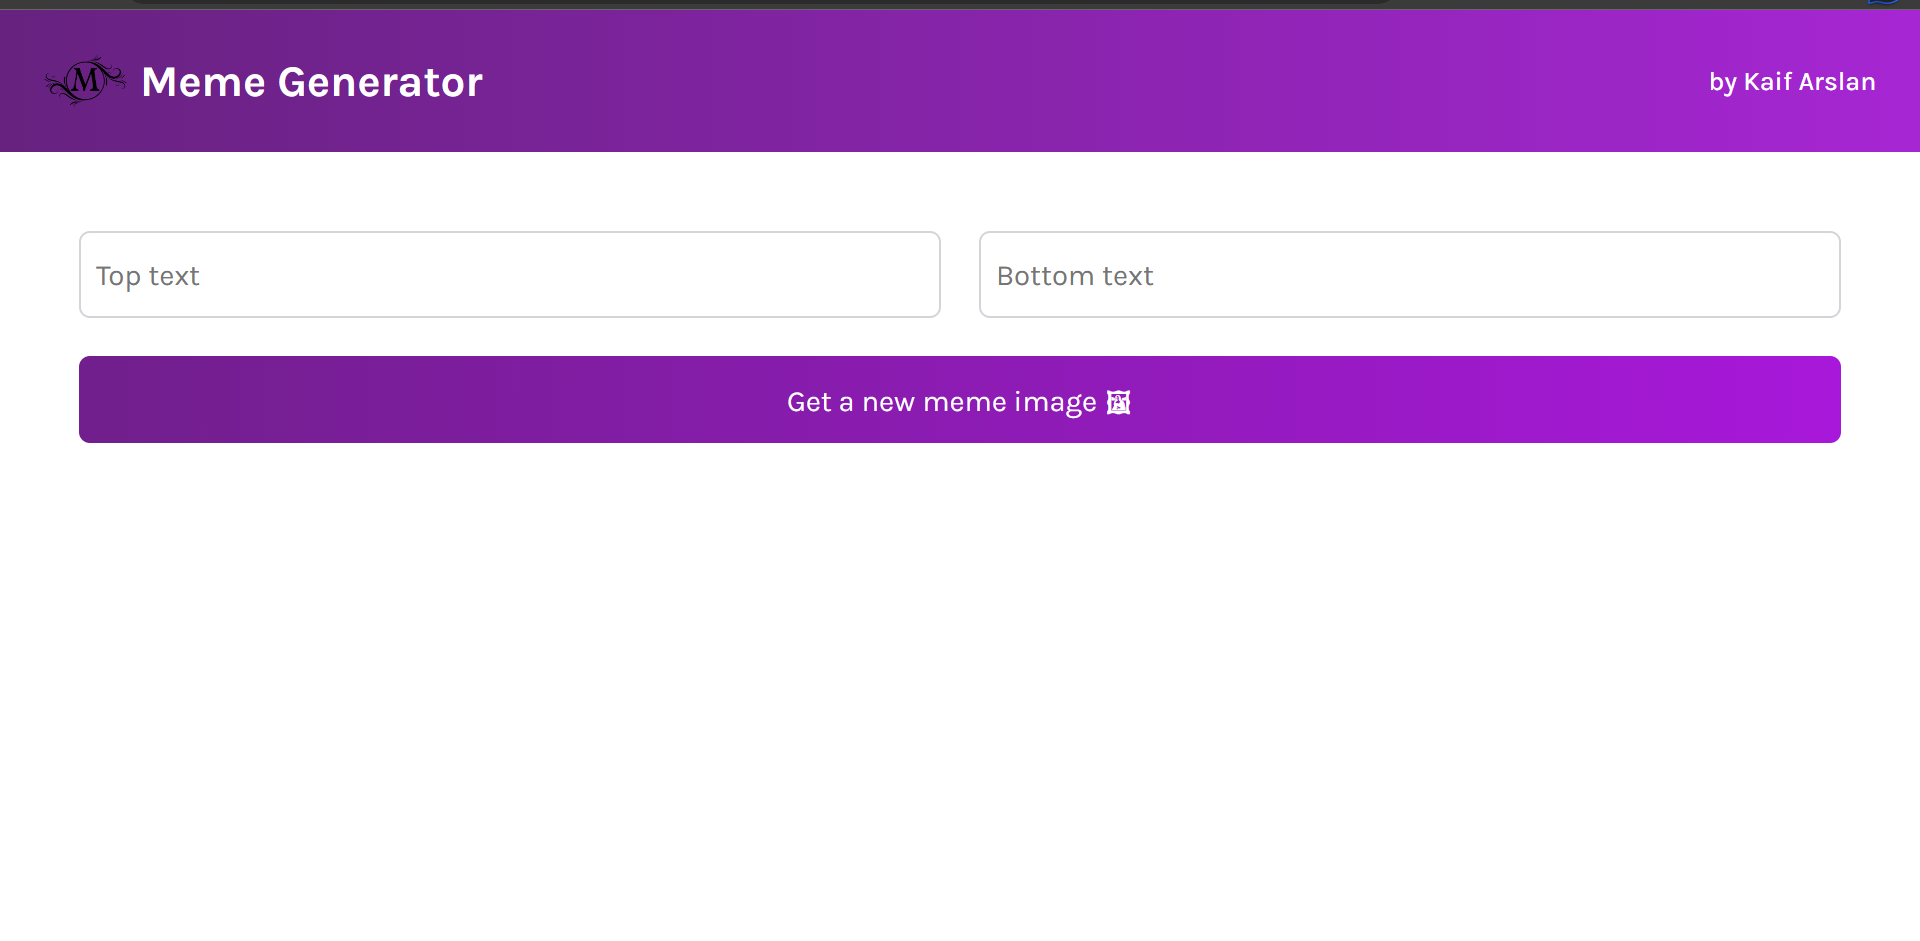 M Meme Generator
by Kaif Arslan
Top text
Bottom text
Get a new meme image 🖼